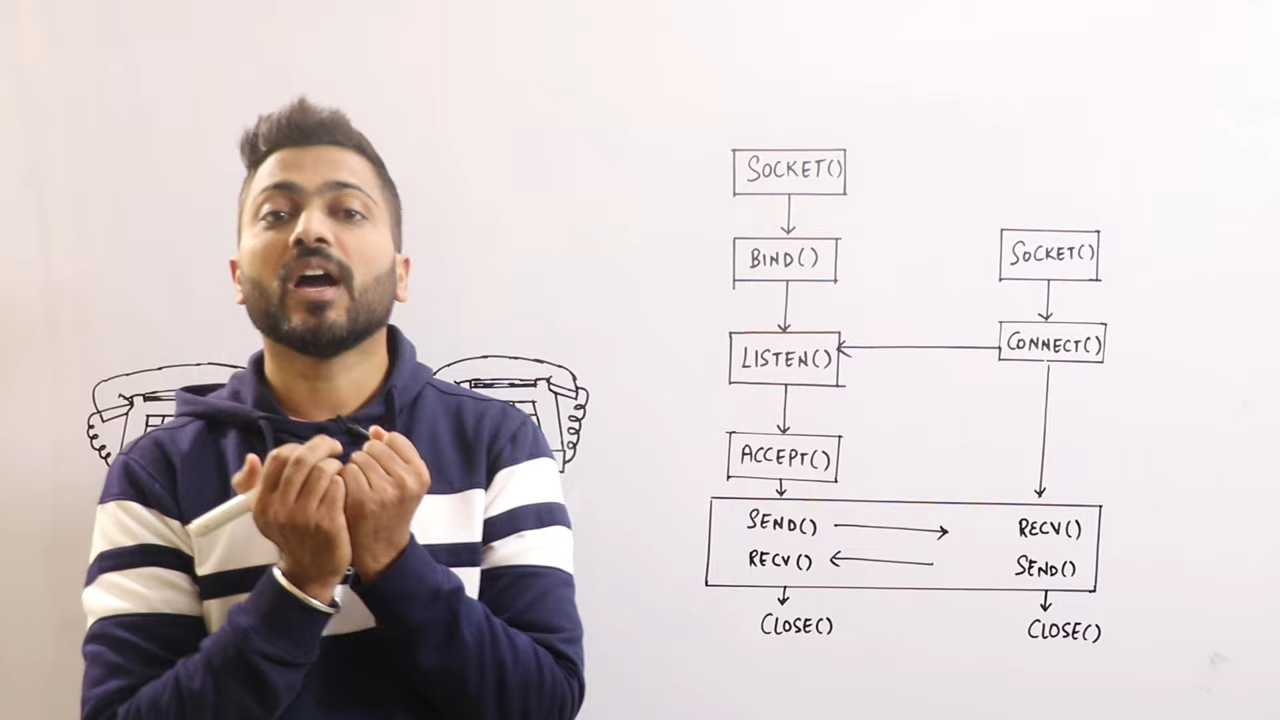 SOCKET()
BIND()
LISTEN()
ACCEPT()
SOCKET()
CONNECT()
SEND() RECV()
RECV() SEND()
CLOSE() CLOSE()